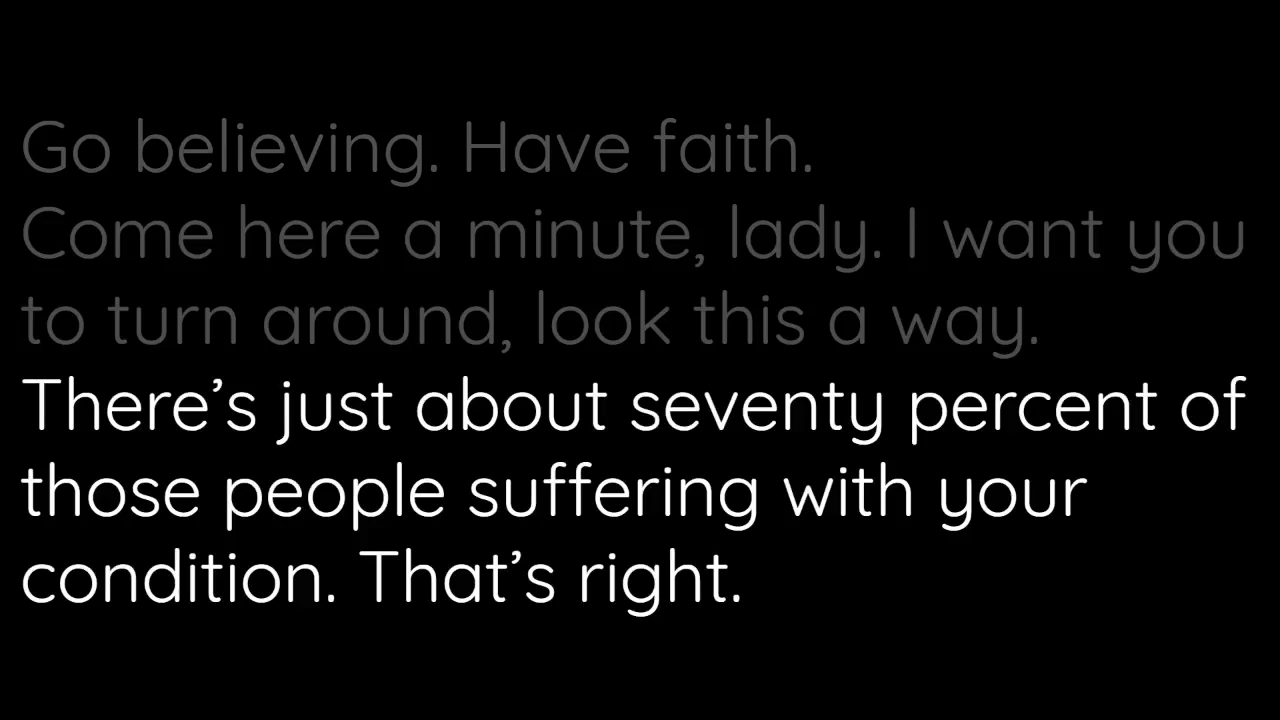 Go believing. Have faith.
Come here a minute, lady. I want you
to turn around, look this a way.
There’s just about seventy percent of
those people suffering with your
condition. That’s right.